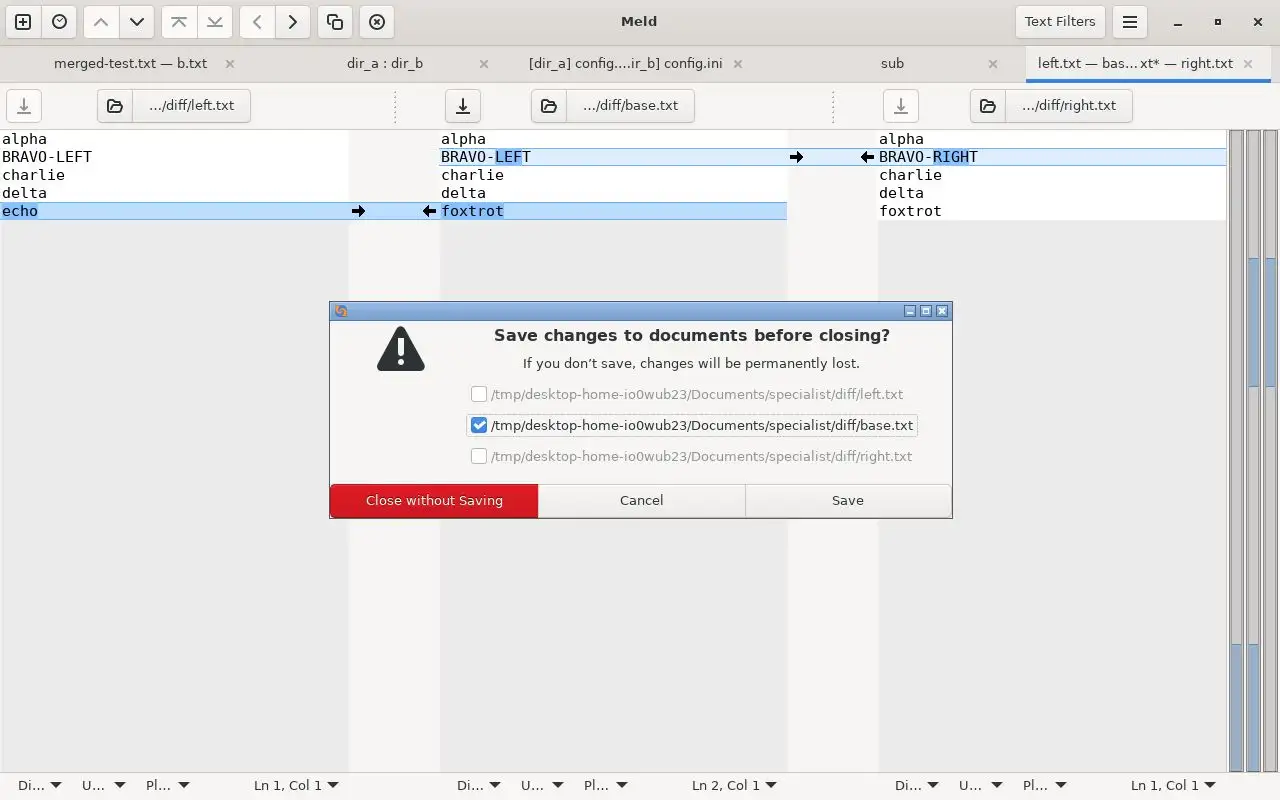 Meld
Text Filters
merged-test.txt — b.txt
dir_a : dir_b
[dir_a] config.…ir_b] config.ini
sub
left.txt — bas…xt* — right.txt
.../diff/left.txt
.../diff/base.txt
.../diff/right.txt
alpha
BRAVO-LEFT
charlie
delta
echo
alpha
BRAVO-LEFT
charlie
delta
foxtrot
alpha
BRAVO-RIGHT
charlie
delta
foxtrot
Save changes to documents before closing?
If you don’t save, changes will be permanently lost.
/tmp/desktop-home-io0wub23/Documents/specialist/diff/left.txt
/tmp/desktop-home-io0wub23/Documents/specialist/diff/base.txt
/tmp/desktop-home-io0wub23/Documents/specialist/diff/right.txt
Close without Saving
Cancel
Save
Di… U… Pl… Ln 1, Col 1
Di… U… Pl… Ln 2, Col 1
Di… U… Pl… Ln 1, Col 1